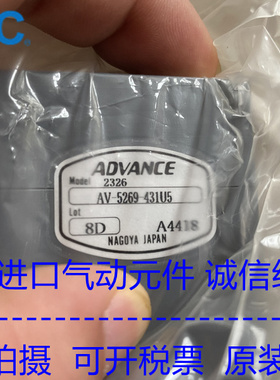 C.
ADVANCE
Model 2326
AV-5269-431U5
Lot
8D A4418
NAGOYA JAPAN
进口气动元件 诚信经
拍摄 可开税票 原装